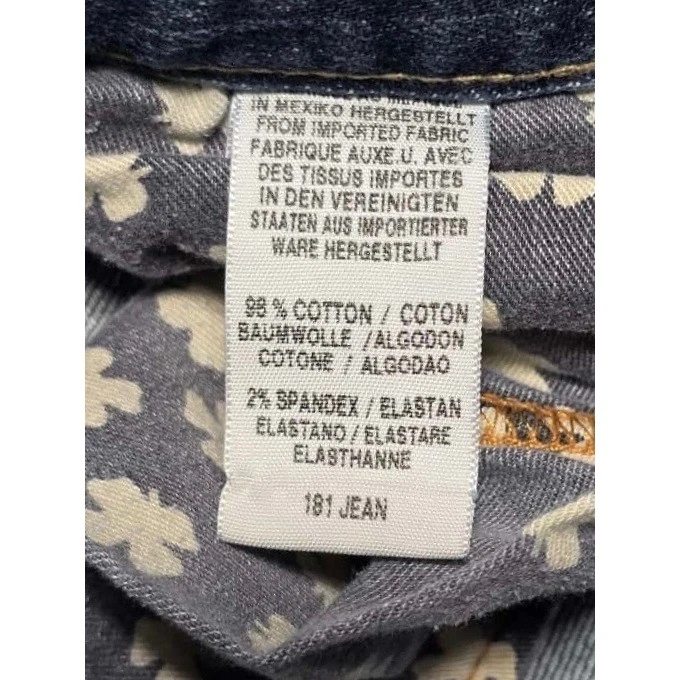 IN MEXIKO HERGESTELLT
FROM IMPORTED FABRIC
FABRIQUE AUXE.U. AVEC
DES TISSUS IMPORTES
IN DEN VEREINIGTEN
STAATEN AUS IMPORTIERTER
WARE HERGESTELLT
98 % COTTON / COTON
BAUMWOLLE /ALGODON
COTONE / ALGODAO
2% SPANDEX / ELASTAN
ELASTANO / ELASTARE
ELASTHANNE
181 JEAN